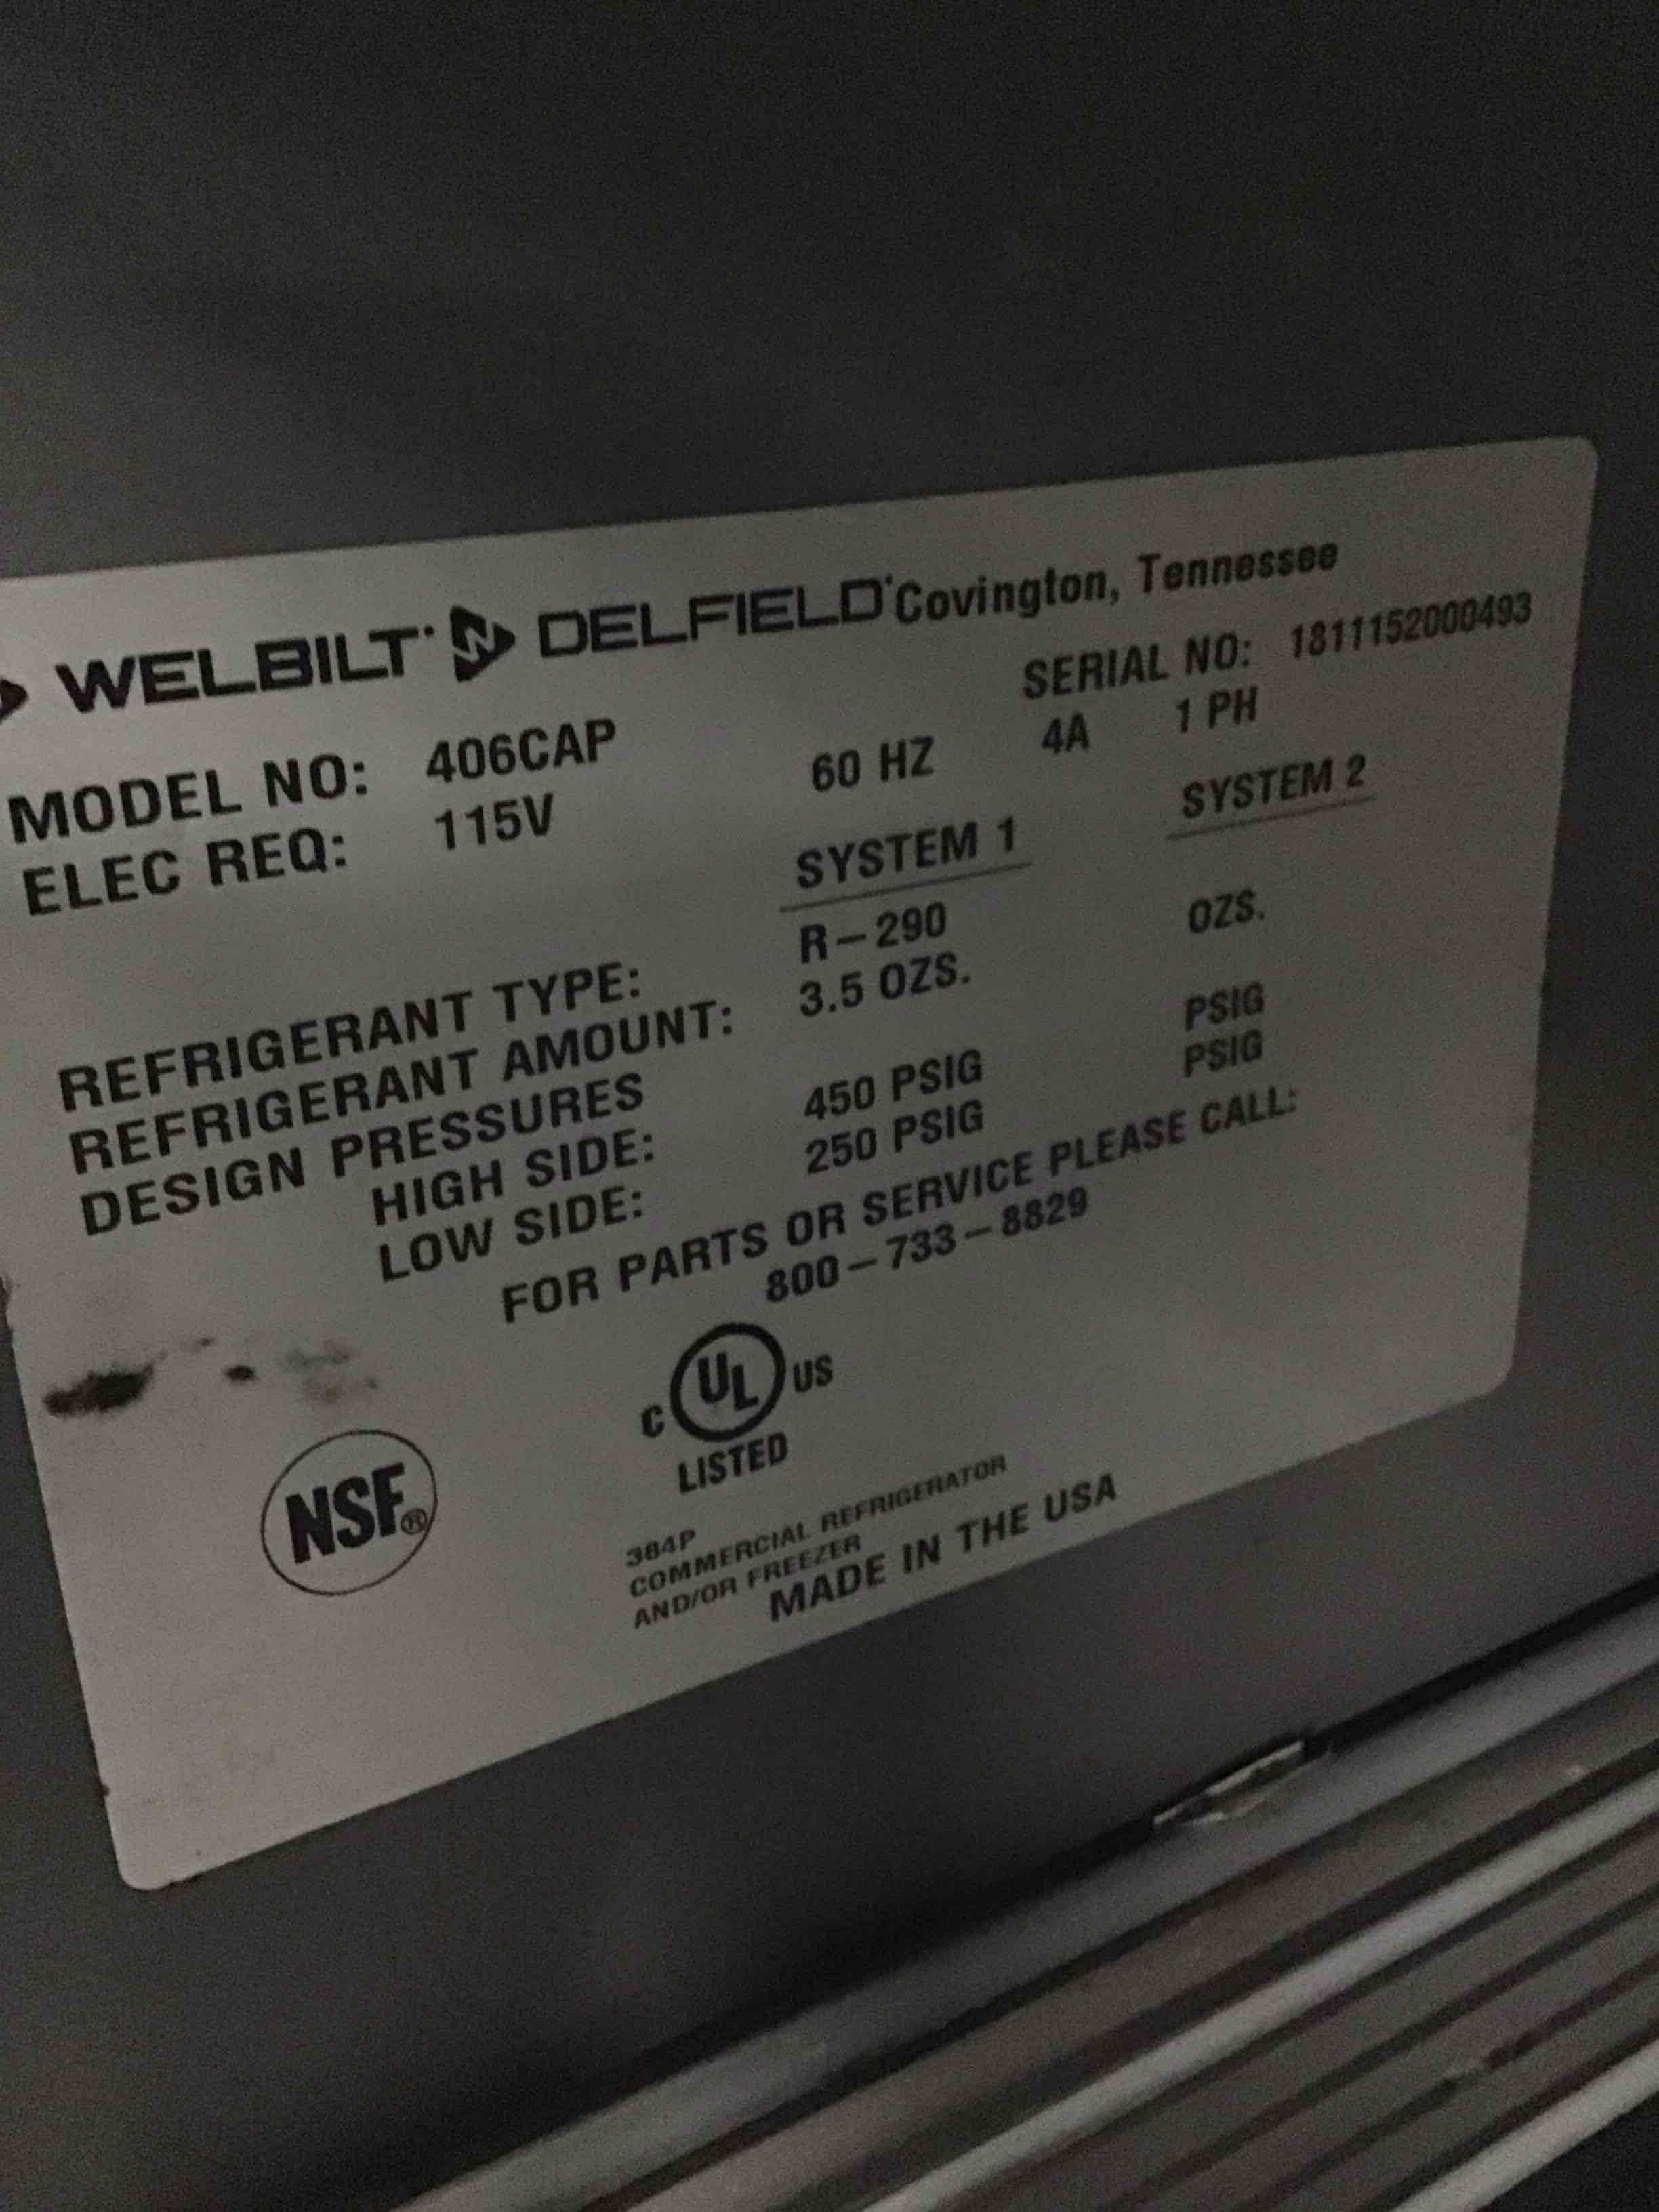 WELBILT DELFIELD Covington, Tennessee
MODEL NO: 406CAP SERIAL NO: 1811152000493
ELEC REQ: 115V 60 HZ 4A 1 PH
SYSTEM 1 SYSTEM 2
REFRIGERANT TYPE: R-290
REFRIGERANT AMOUNT: 3.5 OZS. OZS.
DESIGN PRESSURES
HIGH SIDE: 450 PSIG PSIG
LOW SIDE: 250 PSIG PSIG
FOR PARTS OR SERVICE PLEASE CALL:
800-733-8829
C UL US
LISTED
NSF®
384P
COMMERCIAL REFRIGERATOR
AND/OR FREEZER
MADE IN THE USA